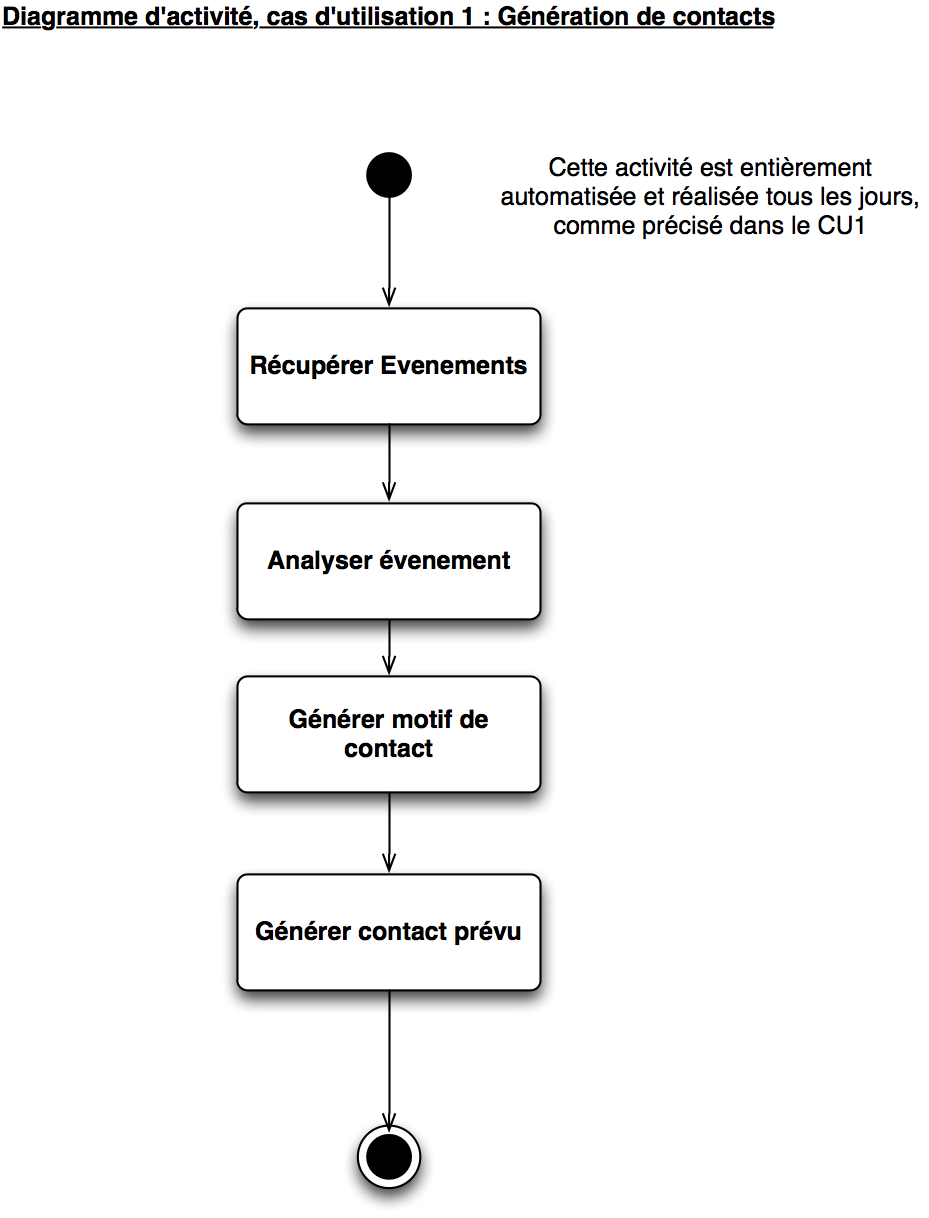 Diagramme d'activité, cas d'utilisation 1 : Génération de contacts
Cette activité est entièrement
automatisée et réalisée tous les jours,
comme précisé dans le CU1
Récupérer Evenements
Analyser évenement
Générer motif de
contact
Générer contact prévu